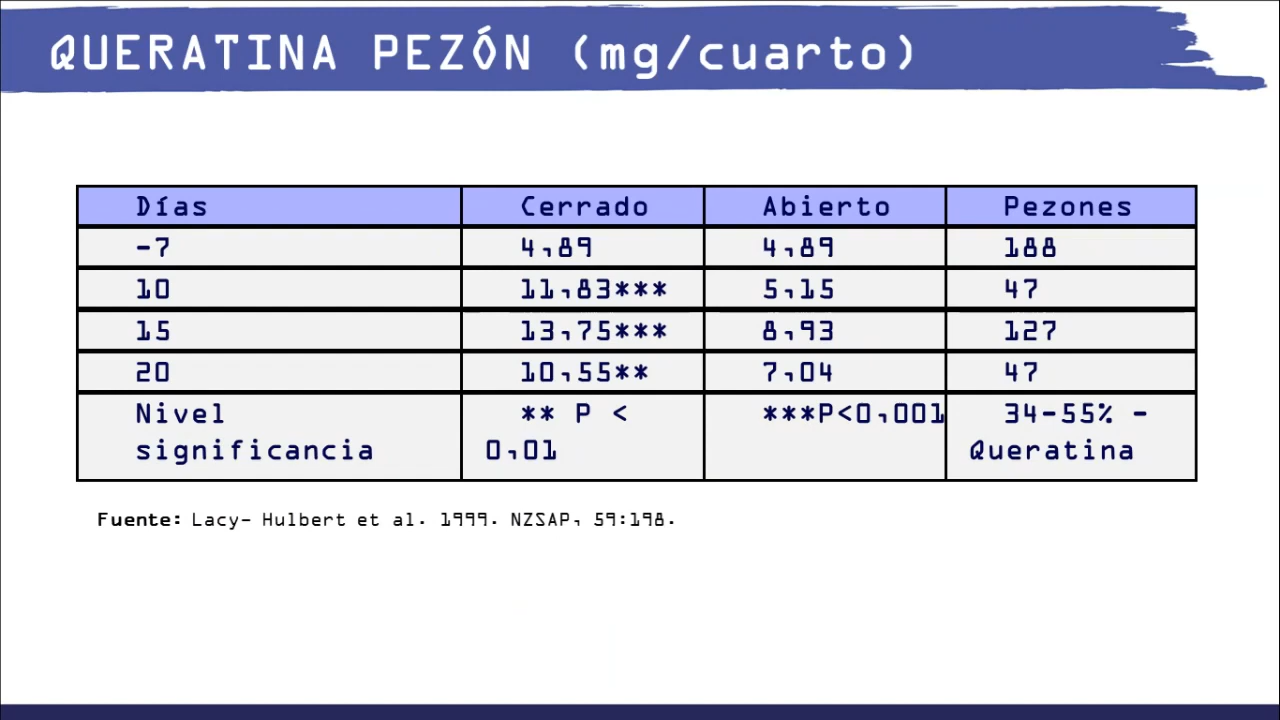 QUERATINA PEZÓN (mg/cuarto)
Días Cerrado Abierto Pezones
-7 4,89 4,89 188
10 11,83*** 5,15 47
15 13,75*** 8,93 127
20 10,55** 7,04 47
Nivel ** P < ***P<0,001 34-55% -
significancia 0,01 Queratina
Fuente: Lacy- Hulbert et al. 1999. NZSAP, 59:198.